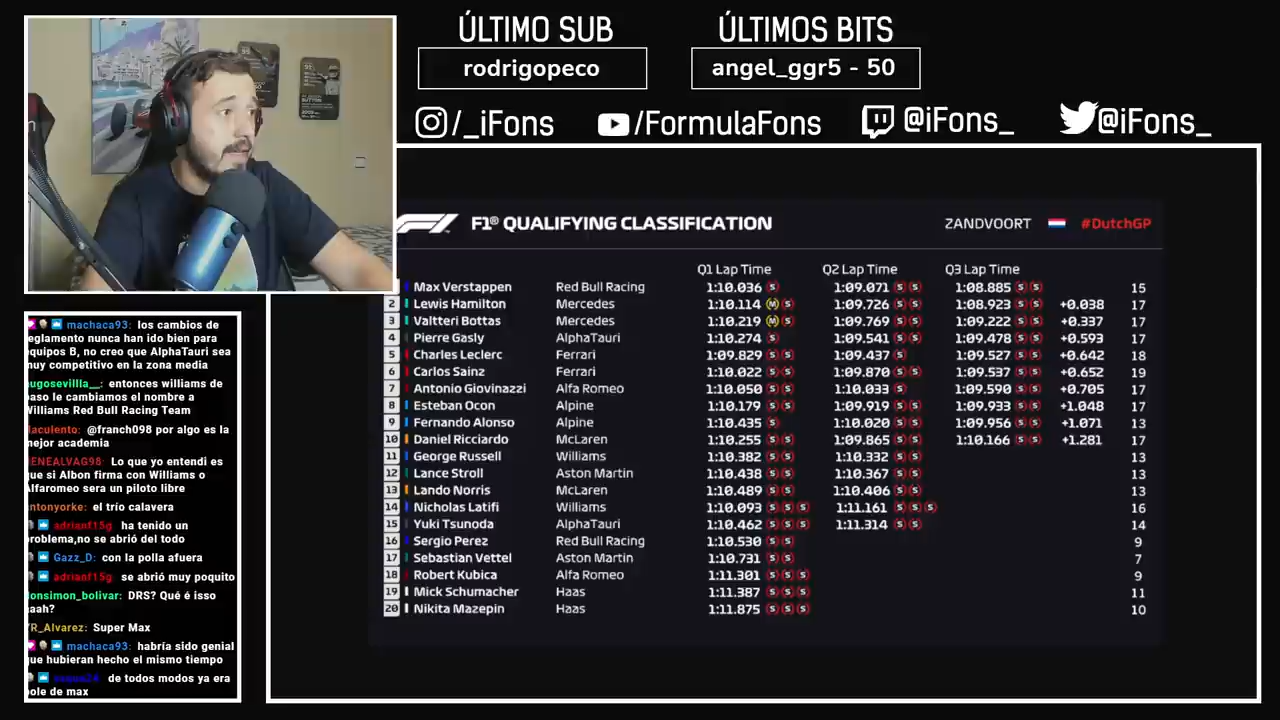 ÚLTIMO SUB
rodrigopeco
ÚLTIMOS BITS
angel_ggr5 - 50
/_iFons
/FormulaFons
@iFons_
@iFons_
BUTTON
F1® QUALIFYING CLASSIFICATION ZANDVOORT #DutchGP
Q1 Lap Time Q2 Lap Time Q3 Lap Time
Max Verstappen Red Bull Racing 1:10.036 S 1:09.071 S S 1:08.885 S S 15
2 Lewis Hamilton Mercedes 1:10.114 M S 1:09.726 S S 1:08.923 S S +0.038 17
3 Valtteri Bottas Mercedes 1:10.219 M S 1:09.769 S S 1:09.222 S S +0.337 17
4 Pierre Gasly AlphaTauri 1:10.274 S 1:09.541 S S 1:09.478 S S +0.593 17
5 Charles Leclerc Ferrari 1:09.829 S S 1:09.437 S 1:09.527 S S +0.642 18
6 Carlos Sainz Ferrari 1:10.022 S S 1:09.870 S S 1:09.537 S S +0.652 19
7 Antonio Giovinazzi Alfa Romeo 1:10.050 S S 1:10.033 S 1:09.590 S S +0.705 17
8 Esteban Ocon Alpine 1:10.179 S S 1:09.919 S S 1:09.933 S S +1.048 17
9 Fernando Alonso Alpine 1:10.435 S 1:10.020 S S 1:09.956 S S +1.071 13
10 Daniel Ricciardo McLaren 1:10.255 S S 1:09.865 S S 1:10.166 S S +1.281 17
11 George Russell Williams 1:10.382 S S 1:10.332 S S 13
12 Lance Stroll Aston Martin 1:10.438 S S 1:10.367 S S 13
13 Lando Norris McLaren 1:10.489 S S 1:10.406 S S 13
14 Nicholas Latifi Williams 1:10.093 S S S 1:11.161 S S S 16
15 Yuki Tsunoda AlphaTauri 1:10.462 S S S 1:11.314 S S 14
16 Sergio Perez Red Bull Racing 1:10.530 S S 9
17 Sebastian Vettel Aston Martin 1:10.731 S S 7
18 Robert Kubica Alfa Romeo 1:11.301 S S S 9
19 Mick Schumacher Haas 1:11.387 S S S 11
20 Nikita Mazepin Haas 1:11.875 S S S 10
machaca93: los cambios de
eglamento nunca han ido bien para
equipos B, no creo que AlphaTauri sea
muy competitivo en la zona media
ugosevillla__: entonces williams de
paso le cambiamos el nombre a
Williams Red Bull Racing Team
laculento: @franch098 por algo es la
mejor academia
ENEALVAG98: Lo que yo entendi es
que si Albon firma con Williams o
Alfaromeo sera un piloto libre
ntonyorke: el trío calavera
adrianf15g: ha tenido un
problema,no se abrió del todo
Gazz_D: con la polla afuera
adrianf15g: se abrió muy poquito
onsimon_bolivar: DRS? Qué é isso
aaah?
R_Alvarez: Super Max
machaca93: habría sido genial
que hubieran hecho el mismo tiempo
de todos modos ya era
pole de max